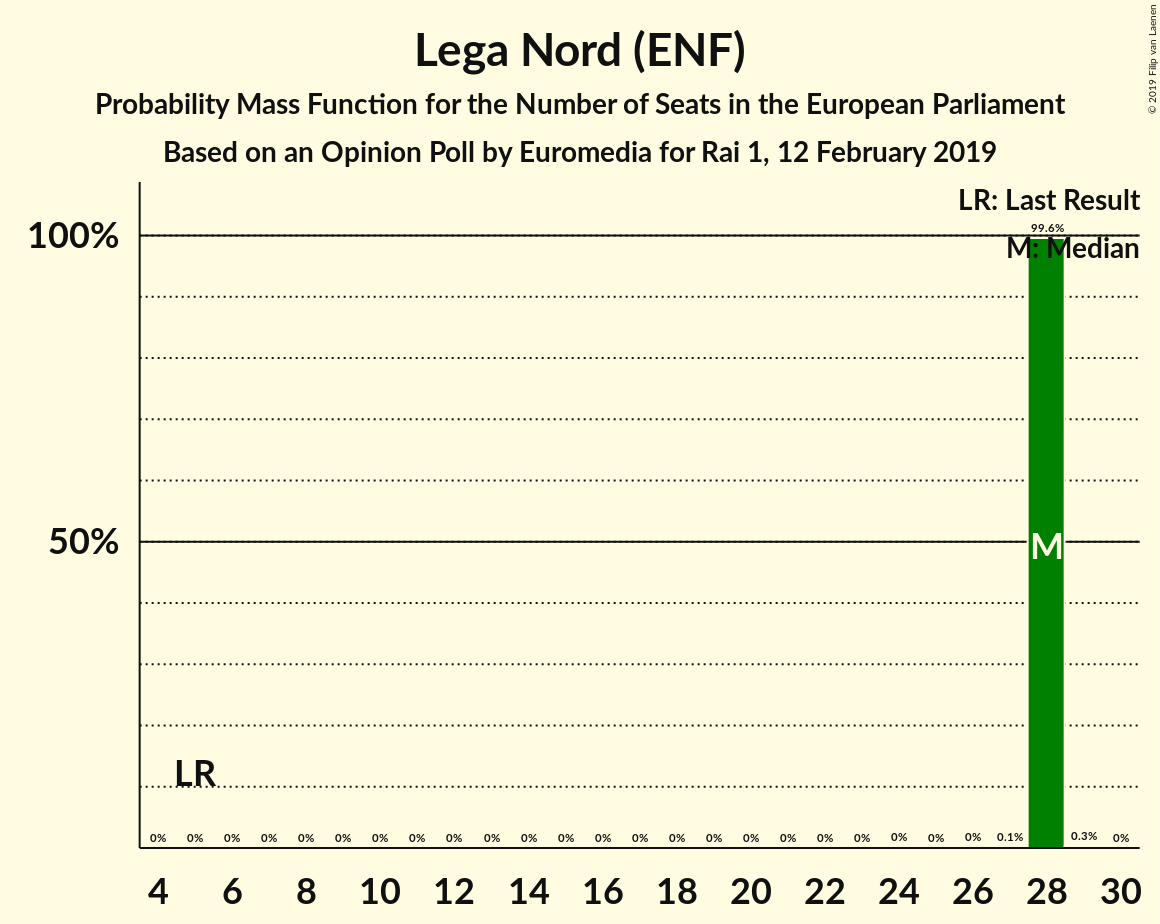 Lega Nord (ENF)
Probability Mass Function for the Number of Seats in the European Parliament
Based on an Opinion Poll by Euromedia for Rai 1, 12 February 2019
© 2019 Filip van Laenen
LR: Last Result
M: Median
100%
50%
99.6%
M
LR
0% 0% 0% 0% 0% 0% 0% 0% 0% 0% 0% 0% 0% 0% 0% 0% 0% 0% 0% 0% 0% 0% 0% 0.1% 0.3% 0%
4 6 8 10 12 14 16 18 20 22 24 26 28 30